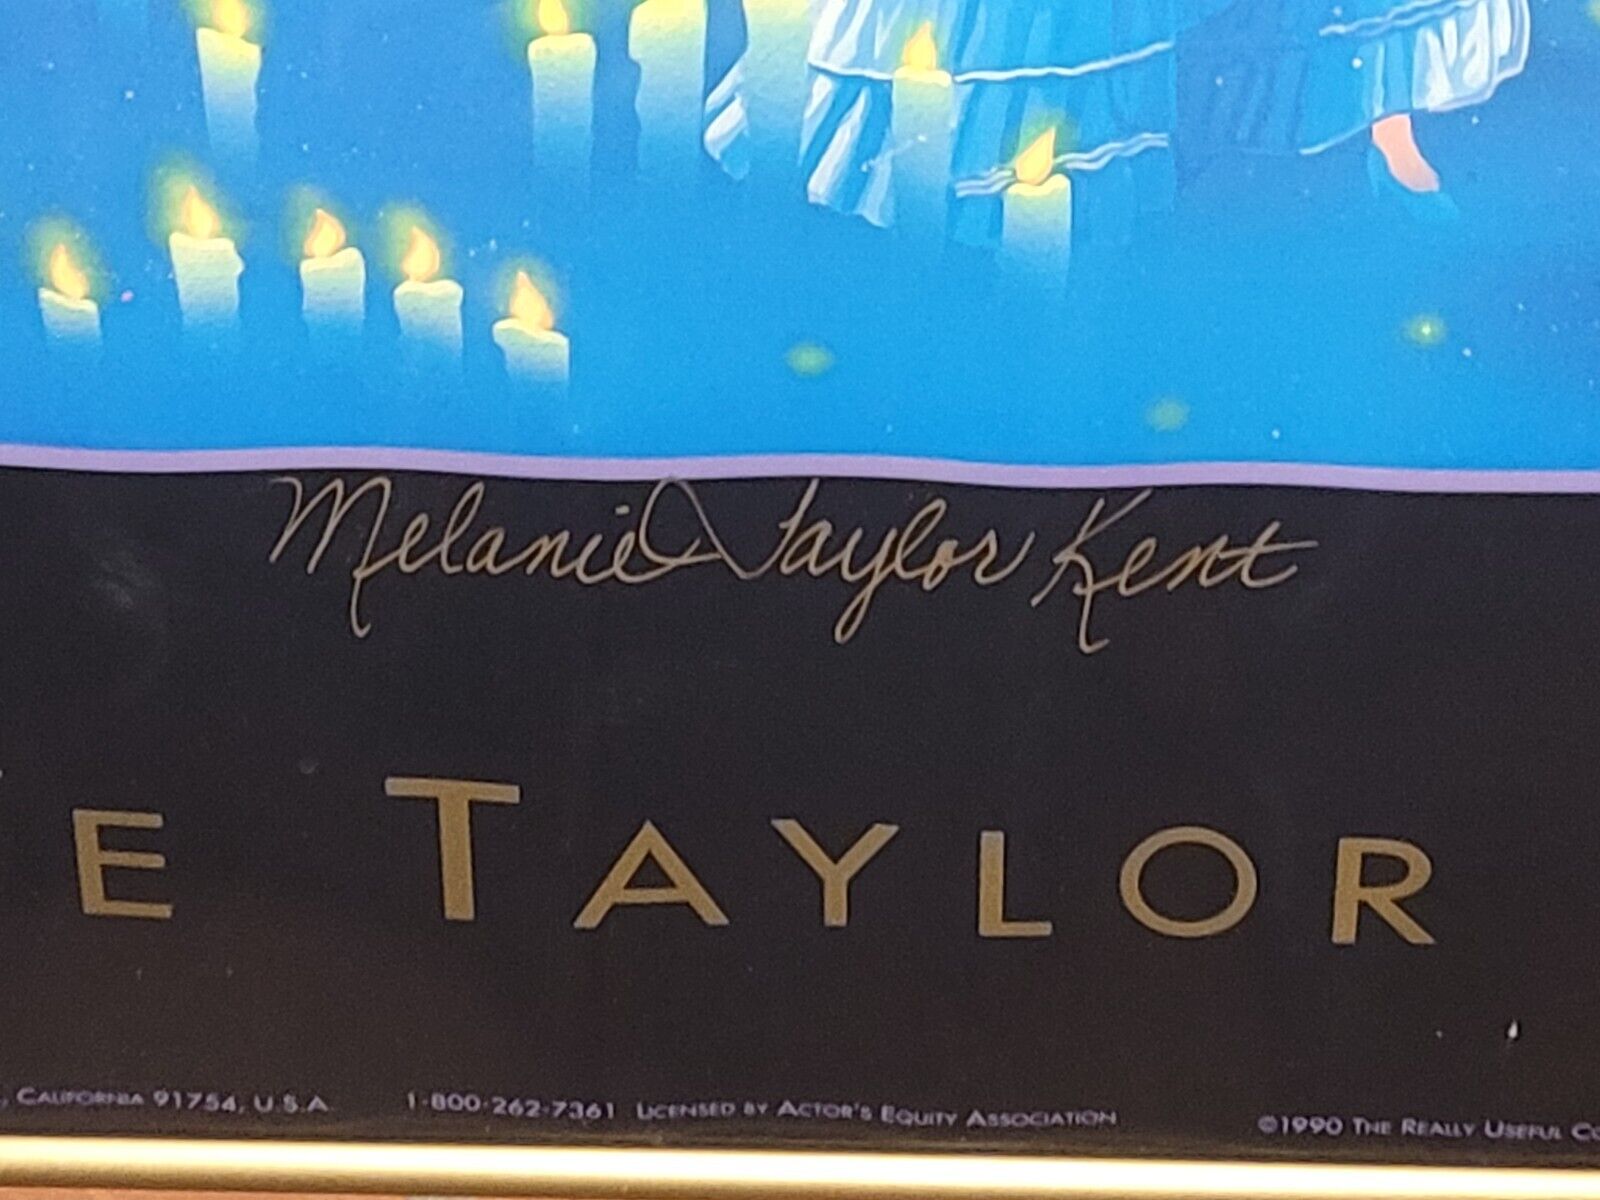 Melanie Taylor Kent
E TAYLOR
, CALIFORNIA 91754, U.S.A. 1-800-262-7361 LICENSED BY ACTOR'S EQUITY ASSOCIATION ©1990 THE REALLY USEFUL CO